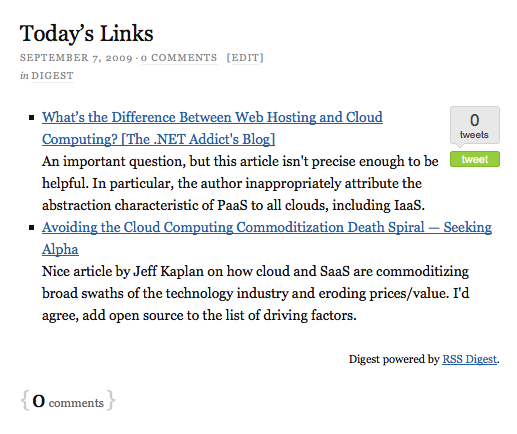 Today's Links
SEPTEMBER 7, 2009 · 0 COMMENTS [EDIT]
in DIGEST
What's the Difference Between Web Hosting and Cloud
Computing? [The .NET Addict's Blog]
An important question, but this article isn't precise enough to be
helpful. In particular, the author inappropriately attribute the
abstraction characteristic of PaaS to all clouds, including IaaS.
0
tweets
tweet
Avoiding the Cloud Computing Commoditization Death Spiral — Seeking
Alpha
Nice article by Jeff Kaplan on how cloud and SaaS are commoditizing
broad swaths of the technology industry and eroding prices/value. I'd
agree, add open source to the list of driving factors.
Digest powered by RSS Digest.
{ 0 comments }